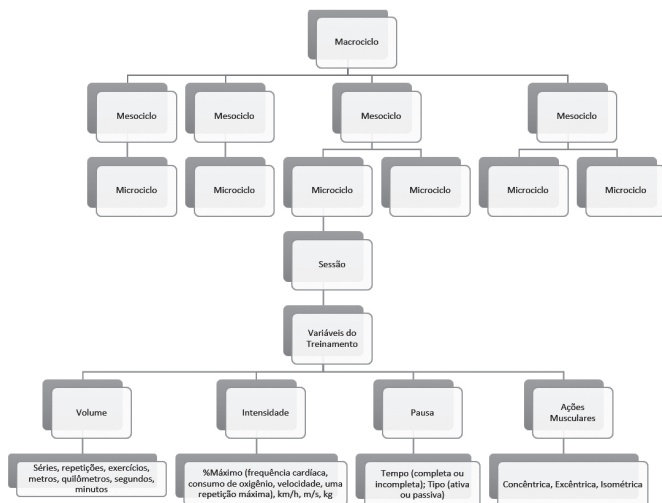 Macrociclo
Mesociclo
Mesociclo
Mesociclo
Mesociclo
Microciclo
Microciclo
Microciclo
Microciclo
Microciclo
Microciclo
Sessão
Variáveis do
Treinamento
Volume
Intensidade
Pausa
Ações
Musculares
Séries, repetições, exercícios,
metros, quilômetros, segundos,
minutos
%Máximo (frequência cardíaca,
consumo de oxigênio, velocidade, uma
repetição máxima), km/h, m/s, kg
Tempo (completa ou
incompleta); Tipo (ativa
ou passiva)
Concêntrica, Excêntrica, Isométrica